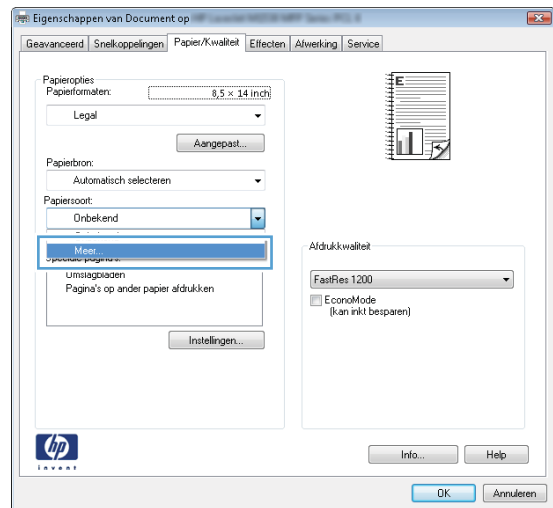 Eigenschappen van Document op
Geavanceerd Snelkoppelingen Papier/Kwaliteit Effecten Afwerking Service
Papieropties
Papierformaten: 8,5 × 14 inch
Legal
Aangepast...
Papierbron:
Automatisch selecteren
Papiersoort:
Onbekend
Meer...
Umslagbladen
Pagina's op ander papier afdrukken
Instellingen...
E
Afdrukkwaliteit
FastRes 1200
EconoMode
(kan inkt besparen)
hp
invent
Info... Help
OK Annuleren